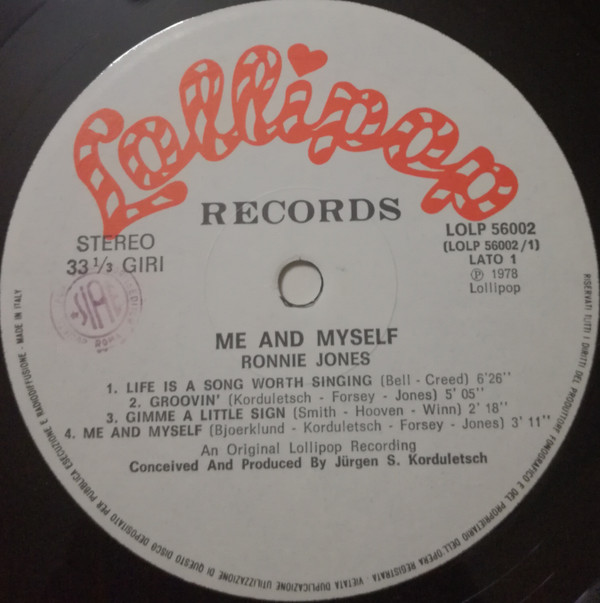 Lollipop
RECORDS
STEREO
33 1/3 GIRI
LOLP 56002
(LOLP 56002/1)
LATO 1
Ⓟ 1978
Lollipop
SIAE
ROMA
ME AND MYSELF
RONNIE JONES
1. LIFE IS A SONG WORTH SINGING (Bell - Creed) 6'26''
2. GROOVIN' (Korduletsch - Forsey - Jones) 5' 05''
3. GIMME A LITTLE SIGN (Smith - Hooven - Winn) 2' 18''
4. ME AND MYSELF (Bjoerklund - Korduletsch - Forsey - Jones) 3' 11''
An Original Lollipop Recording
Conceived And Produced By Jürgen S. Korduletsch
RISERVATI TUTTI I DIRITTI DEL PRODUTTORE FONOGRAFICO E DEL PROPRIETARIO DELL'OPERA REGISTRATA - VIETATA DUPLICAZIONE UTILIZZAZIONE DI QUESTO DISCO DEPOSITATO PER PUBBLICA ESECUZIONE E RADIODIFFUSIONE - MADE IN ITALY